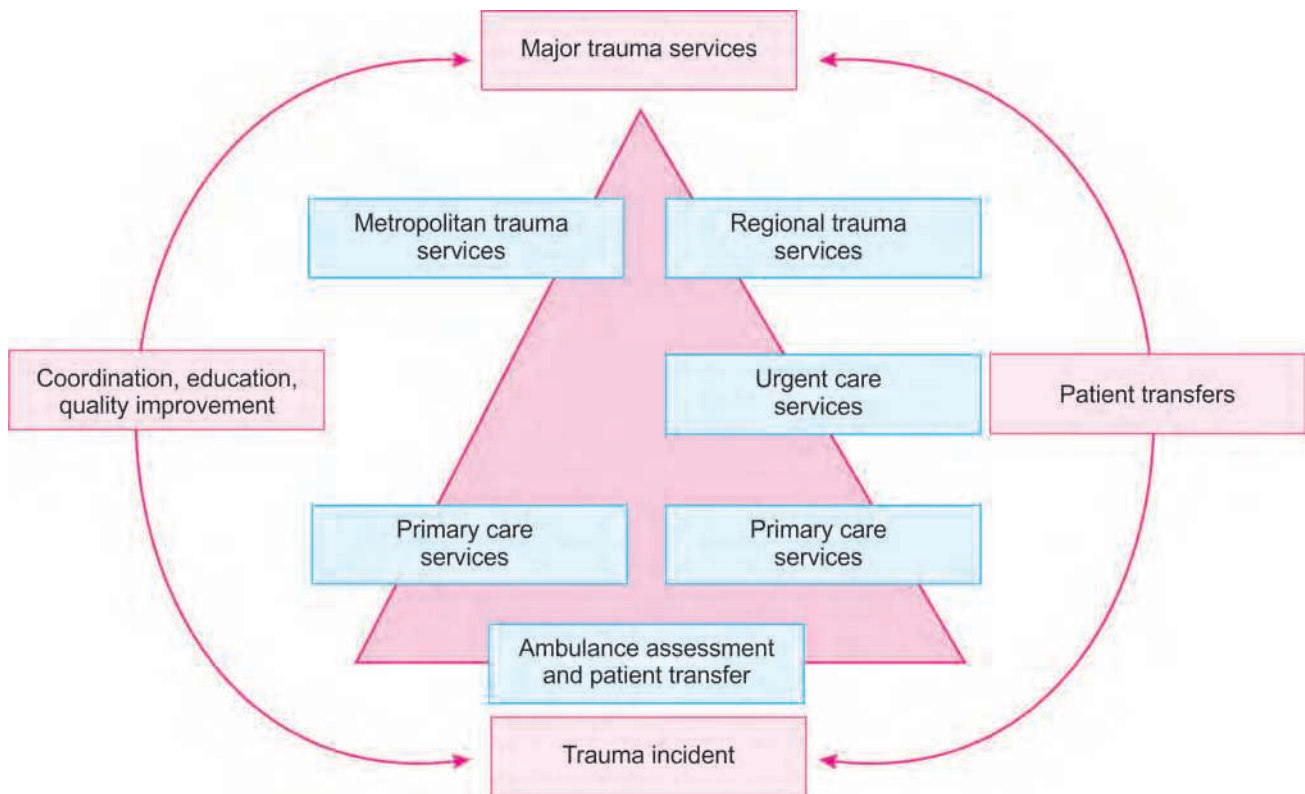 Major trauma services
Metropolitan trauma
services
Regional trauma
services
Coordination, education,
quality improvement
Urgent care
services
Patient transfers
Primary care
services
Primary care
services
Ambulance assessment
and patient transfer
Trauma incident